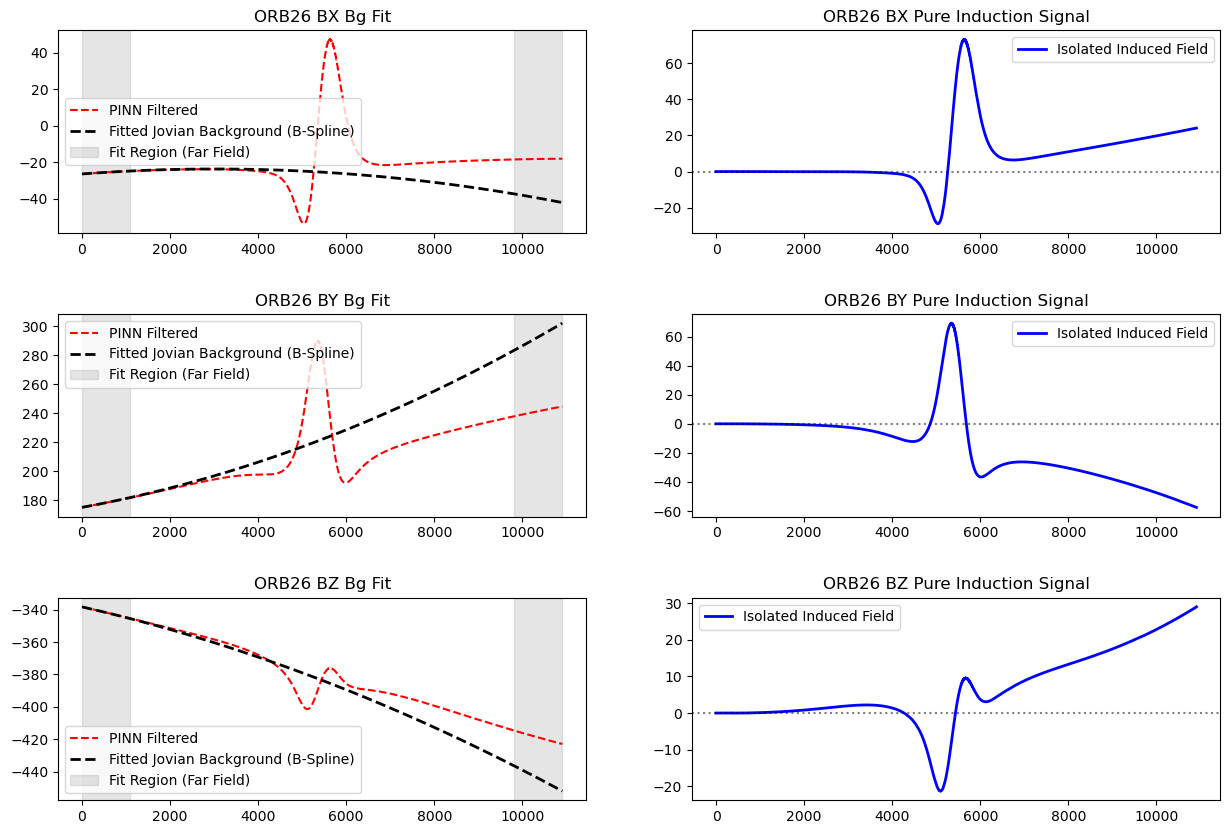 ORB26 BX Bg Fit
40
20
0
−20
−40
PINN Filtered
Fitted Jovian Background (B-Spline)
Fit Region (Far Field)
0 2000 4000 6000 8000 10000
ORB26 BX Pure Induction Signal
60
40
20
0
−20
Isolated Induced Field
0 2000 4000 6000 8000 10000
ORB26 BY Bg Fit
300
280
260
240
220
200
180
PINN Filtered
Fitted Jovian Background (B-Spline)
Fit Region (Far Field)
0 2000 4000 6000 8000 10000
ORB26 BY Pure Induction Signal
60
40
20
0
−20
−40
−60
Isolated Induced Field
0 2000 4000 6000 8000 10000
ORB26 BZ Bg Fit
−340
−360
−380
−400
−420
−440
PINN Filtered
Fitted Jovian Background (B-Spline)
Fit Region (Far Field)
0 2000 4000 6000 8000 10000
ORB26 BZ Pure Induction Signal
30
20
10
0
−10
−20
Isolated Induced Field
0 2000 4000 6000 8000 10000